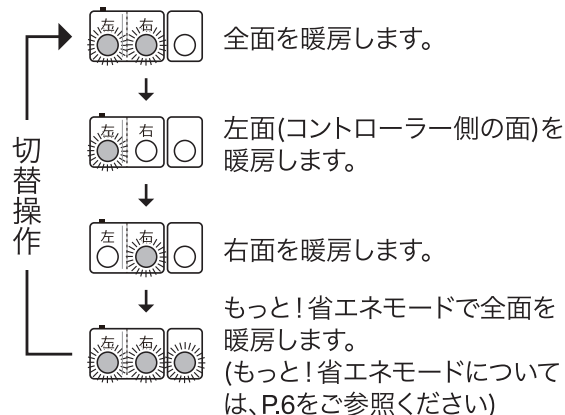 切替操作
左 右
全面を暖房します。
左 右
左面(コントローラー側の面)を
暖房します。
左 右
右面を暖房します。
左 右
もっと!省エネモードで全面を
暖房します。
(もっと!省エネモードについて
は、P.6をご参照ください)